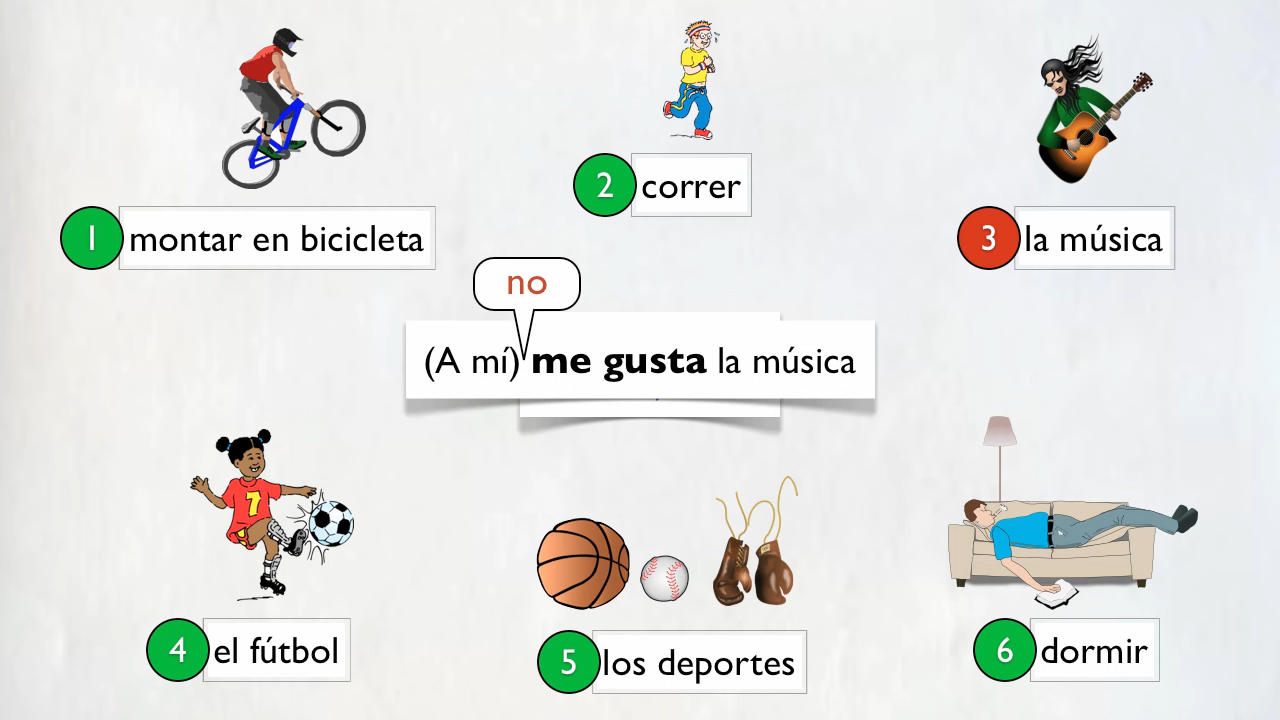 2 correr
1 montar en bicicleta
3 la música
no
(A mí) me gusta la música
7
4 el fútbol
5 los deportes
6 dormir